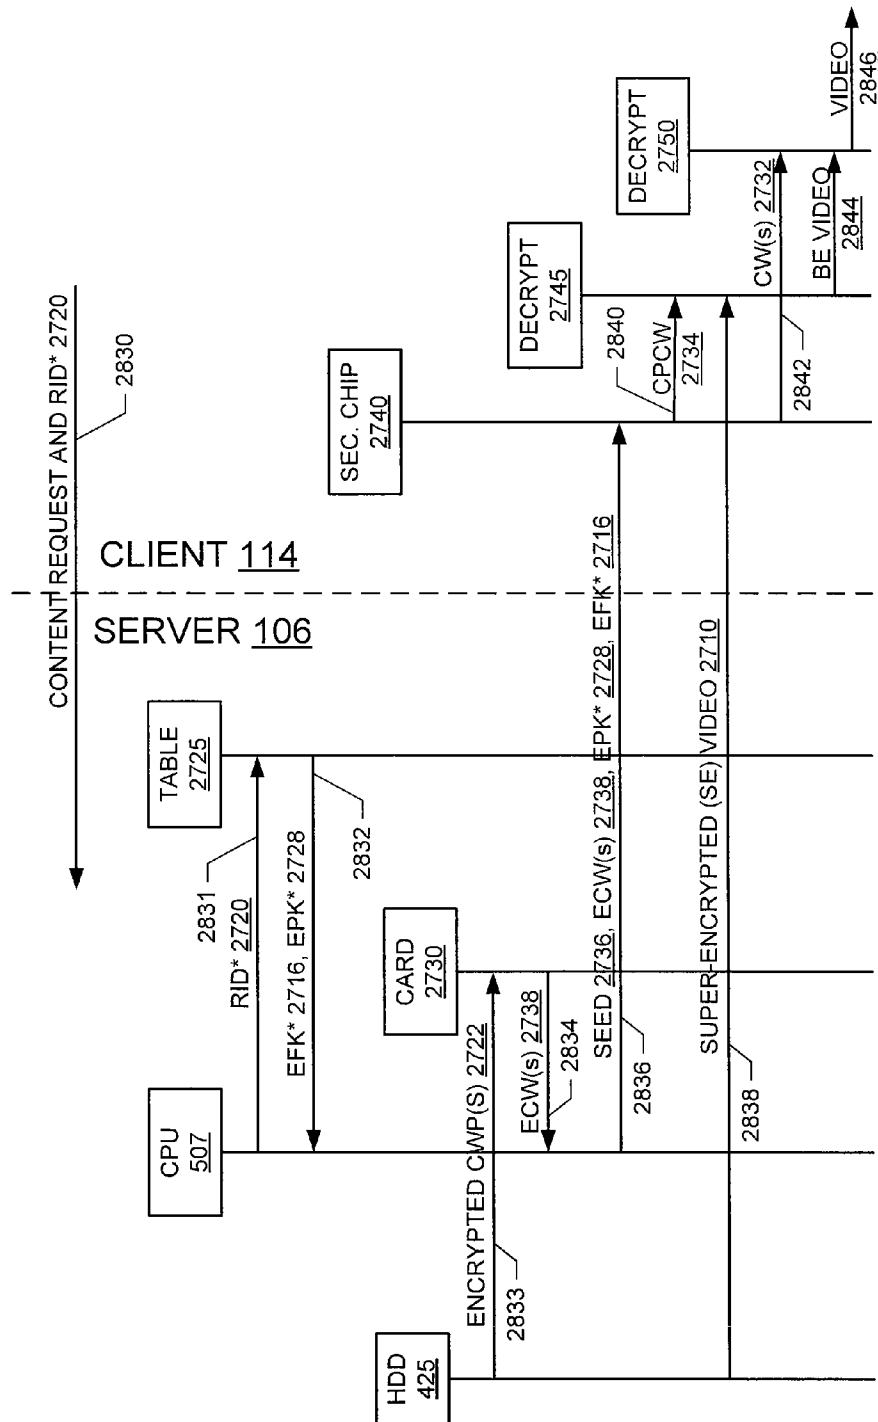 CONTENT REQUEST AND RID* 2720
2830
CLIENT 114
SERVER 106
HDD
425
CPU
507
CARD
2730
TABLE
2725
SEC. CHIP
2740
DECRYPT
2745
DECRYPT
2750
2831
RID* 2720
EFK* 2716, EPK* 2728
2832
ENCRYPTED CWP(S) 2722
2833
ECW(s) 2738
2834
SEED 2736, ECW(s) 2738, EPK* 2728, EFK* 2716
2836
2840
CPCW
2734
SUPER-ENCRYPTED (SE) VIDEO 2710
2838
CW(s) 2732
2842
BE VIDEO
2844
VIDEO
2846